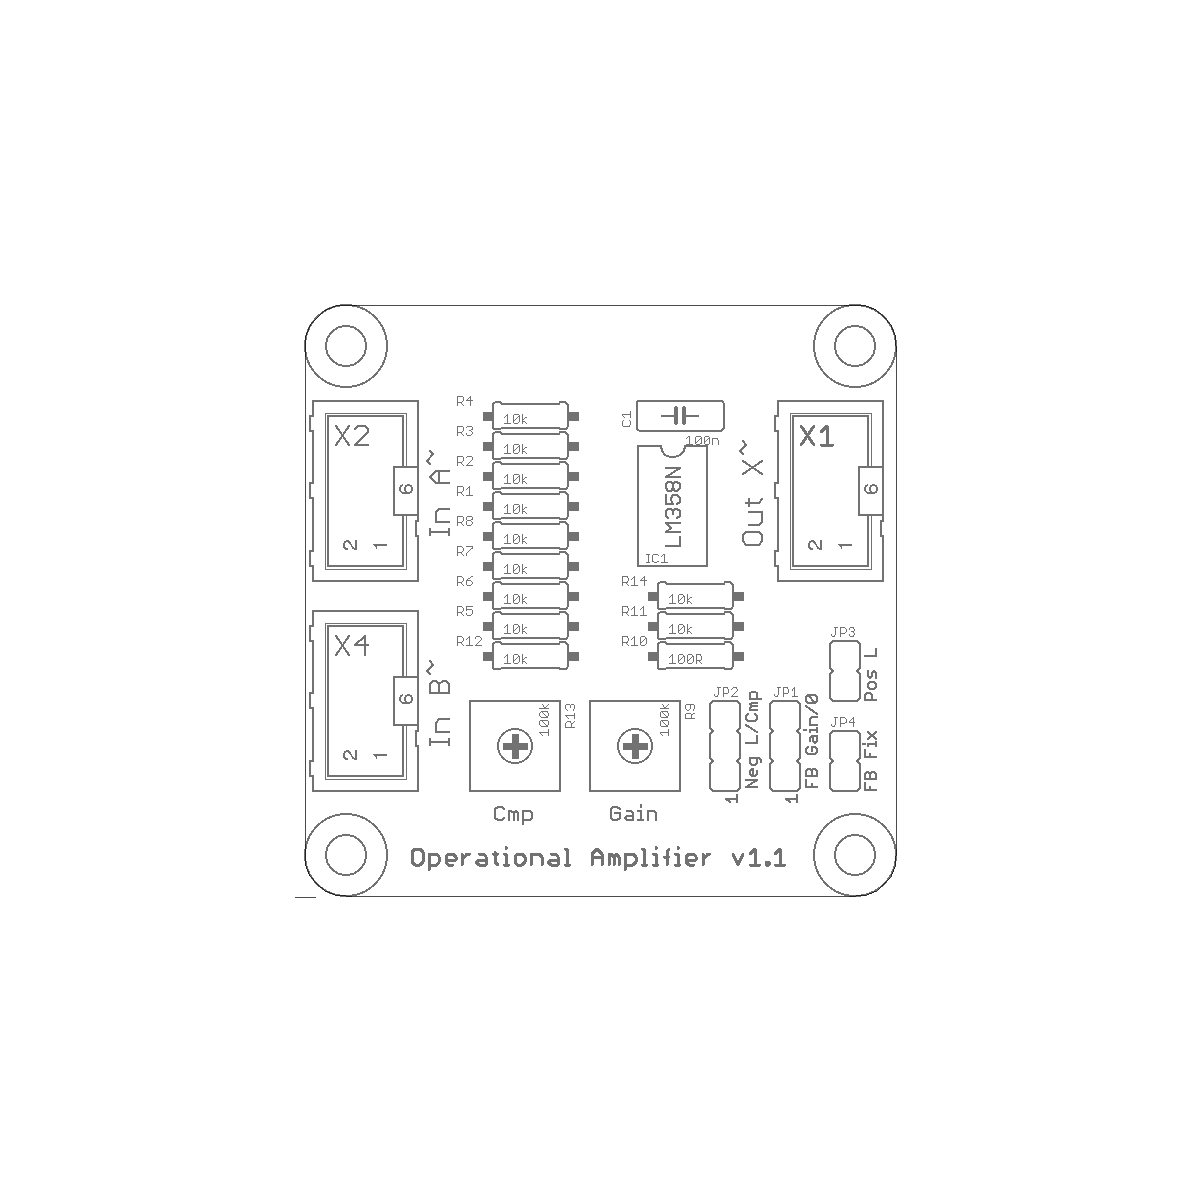 R4
10k
R3
10k
R2
10k
R1
10k
R8
10k
R7
10k
R6
10k
R5
10k
R12
10k
C1
100n
LM358N
IC1
R14
10k
R11
10k
R10
100R
X2
6
2 1
In A~
X1
6
2 1
Out X~
X4
6
2 1
In B~
100k
R13
Cmp
100k
R9
Gain
JP2
Neg L/Cmp
1
JP1
FB Gain/0
1
JP3
Pos L
JP4
FB Fix
Operational Amplifier v1.1